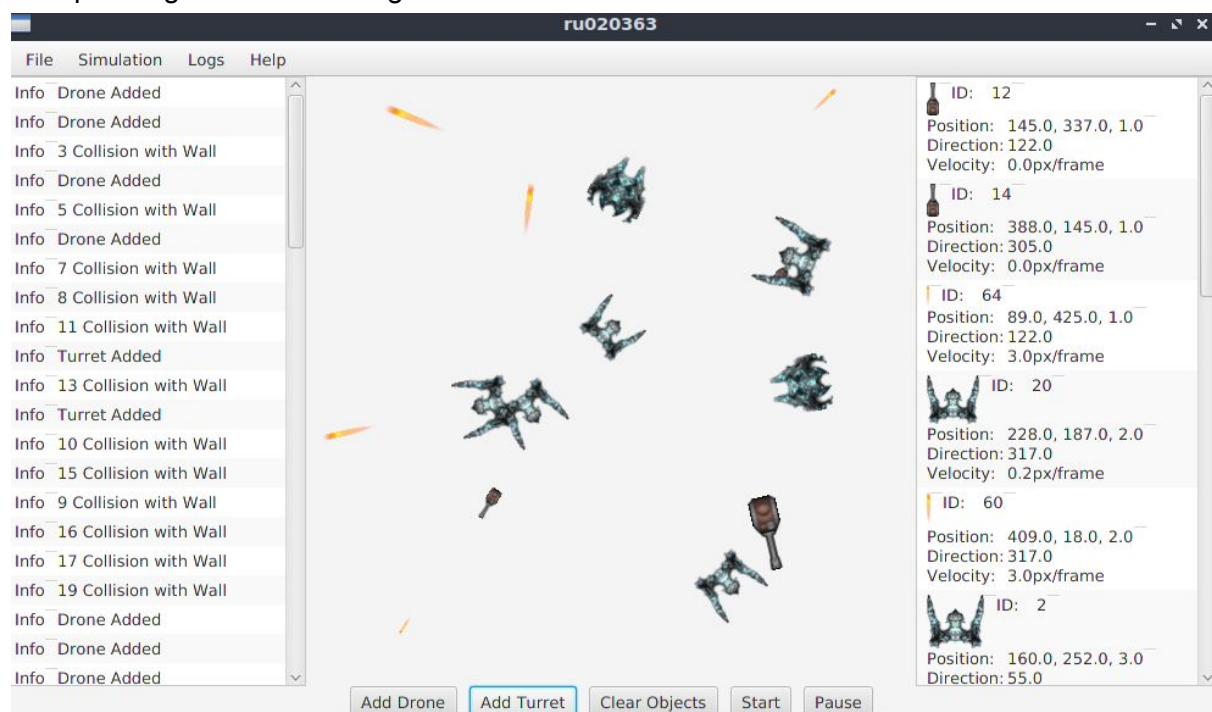 ru020363
File Simulation Logs Help
Info Drone Added
Info Drone Added
Info 3 Collision with Wall
Info Drone Added
Info 5 Collision with Wall
Info Drone Added
Info 7 Collision with Wall
Info 8 Collision with Wall
Info 11 Collision with Wall
Info Turret Added
Info 13 Collision with Wall
Info Turret Added
Info 10 Collision with Wall
Info 15 Collision with Wall
Info 9 Collision with Wall
Info 16 Collision with Wall
Info 17 Collision with Wall
Info 19 Collision with Wall
Info Drone Added
Info Drone Added
Info Drone Added
ID: 12
Position: 145.0, 337.0, 1.0
Direction: 122.0
Velocity: 0.0px/frame
ID: 14
Position: 388.0, 145.0, 1.0
Direction: 305.0
Velocity: 0.0px/frame
ID: 64
Position: 89.0, 425.0, 1.0
Direction: 122.0
Velocity: 3.0px/frame
ID: 20
Position: 228.0, 187.0, 2.0
Direction: 317.0
Velocity: 0.2px/frame
ID: 60
Position: 409.0, 18.0, 2.0
Direction: 317.0
Velocity: 3.0px/frame
ID: 2
Position: 160.0, 252.0, 3.0
Direction: 55.0
Add Drone Add Turret Clear Objects Start Pause